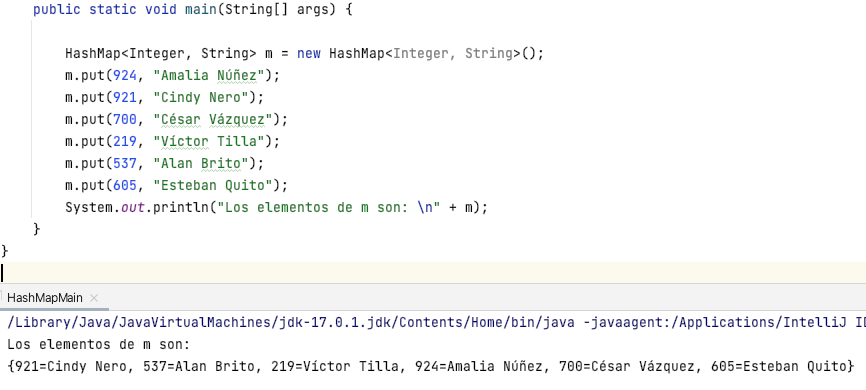 public static void main(String[] args) {
HashMap<Integer, String> m = new HashMap<Integer, String>();
m.put(924, "Amalia Núñez");
m.put(921, "Cindy Nero");
m.put(700, "César Vázquez");
m.put(219, "Víctor Tilla");
m.put(537, "Alan Brito");
m.put(605, "Esteban Quito");
System.out.println("Los elementos de m son: \n" + m);
}
}
HashMapMain ×
/Library/Java/JavaVirtualMachines/jdk-17.0.1.jdk/Contents/Home/bin/java -javaagent:/Applications/IntelliJ ID
Los elementos de m son:
{921=Cindy Nero, 537=Alan Brito, 219=Víctor Tilla, 924=Amalia Núñez, 700=César Vázquez, 605=Esteban Quito}